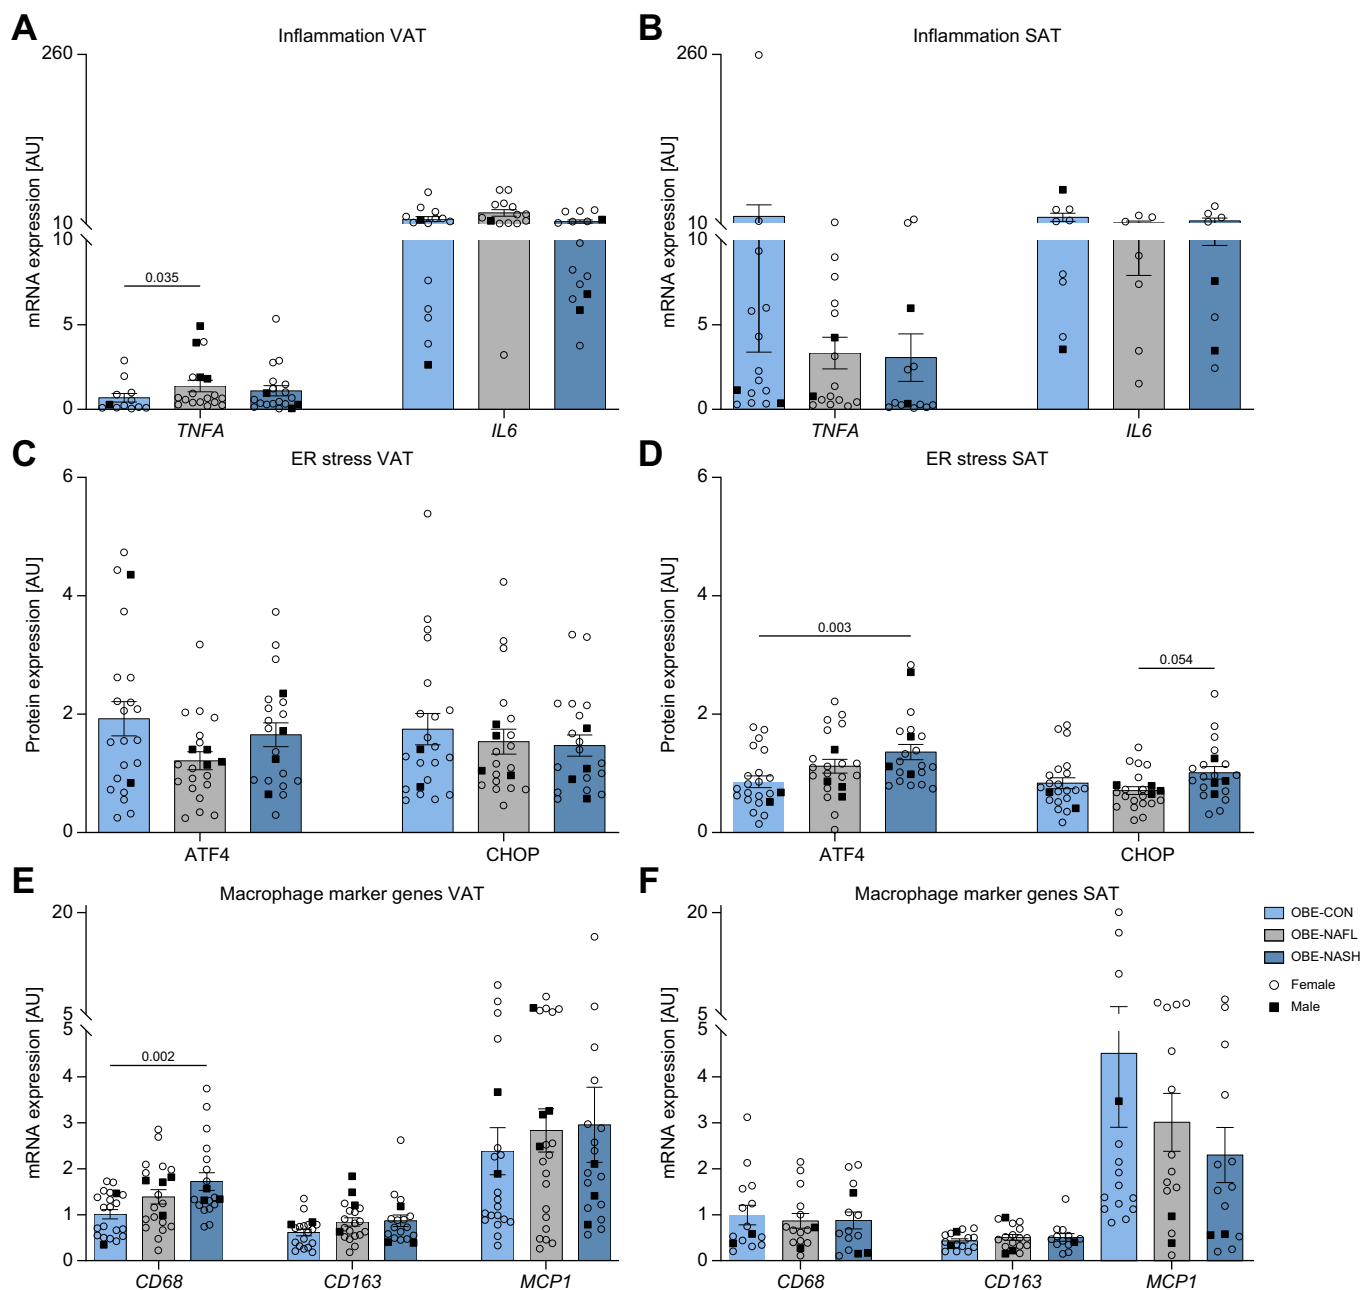 A
Inflammation VAT
mRNA expression [AU]
260
10
10
5
0
0.035
TNFA
IL6
B
Inflammation SAT
mRNA expression [AU]
260
10
10
5
0
TNFA
IL6
C
ER stress VAT
Protein expression [AU]
6
4
2
0
ATF4
CHOP
D
ER stress SAT
Protein expression [AU]
6
4
2
0
0.003
0.054
ATF4
CHOP
E
Macrophage marker genes VAT
mRNA expression [AU]
20
5
5
4
3
2
1
0
0.002
CD68
CD163
MCP1
F
Macrophage marker genes SAT
mRNA expression [AU]
20
5
5
4
3
2
1
0
CD68
CD163
MCP1
OBE-CON
OBE-NAFL
OBE-NASH
Female
Male